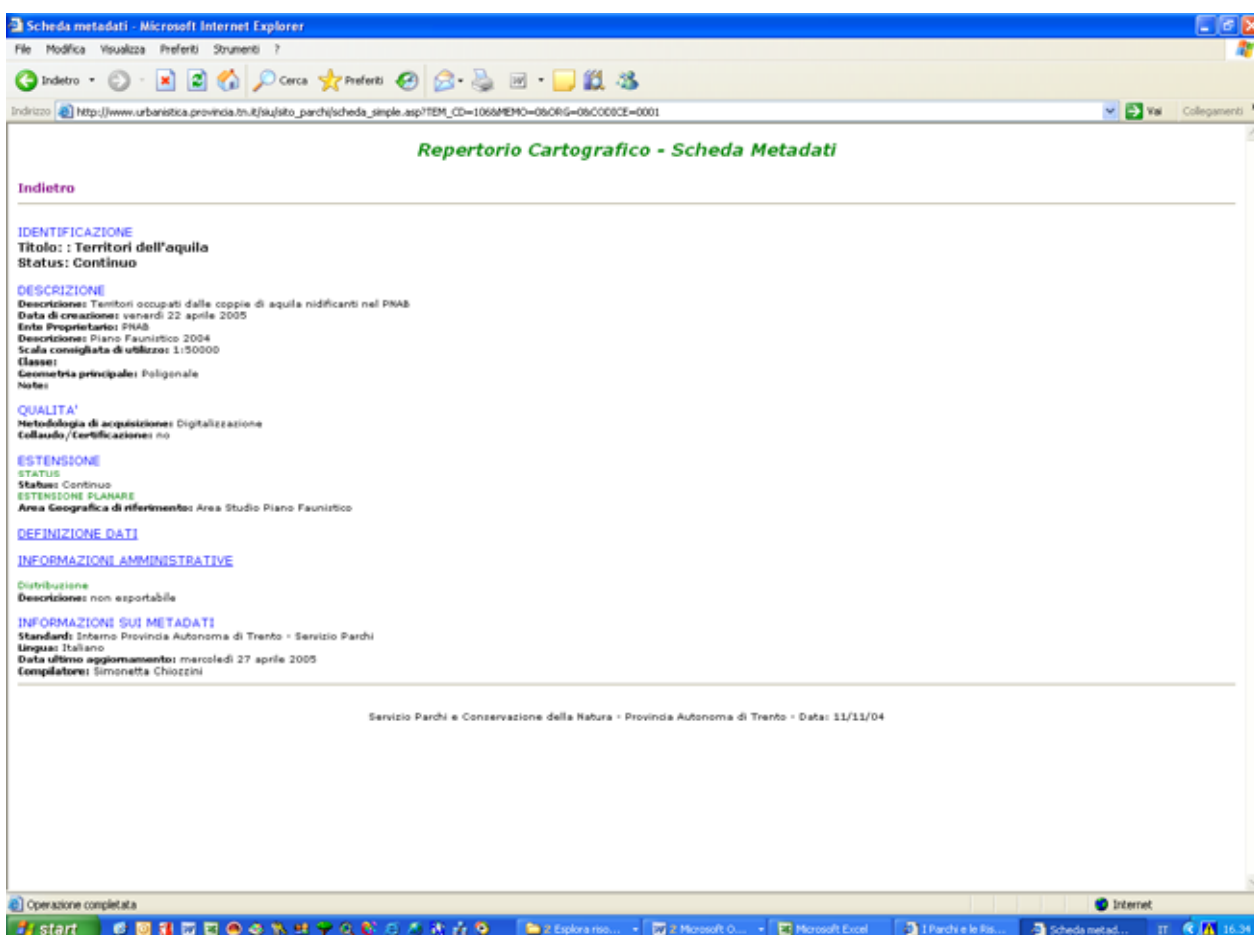 Scheda metadati - Microsoft Internet Explorer
File Modifica Visualizza Preferiti Strumenti ?
Indietro Cerca Preferiti
Indirizzo http://www.urbanistica.provincia.tn.it/siu/sito_parchi/scheda_simple.asp?TEM_CD=106&MEMO=0&ORG=0&CODICE=0001 Vai Collegamenti
Repertorio Cartografico - Scheda Metadati
Indietro
IDENTIFICAZIONE
Titolo: : Territori dell'aquila
Status: Continuo
DESCRIZIONE
Descrizione: Territori occupati dalle coppie di aquila nidificanti nel PNAB
Data di creazione: venerdì 22 aprile 2005
Ente Proprietario: PNAB
Descrizione: Piano Faunistico 2004
Scala consigliata di utilizzo: 1:50000
Classe:
Geometria principale: Poligonale
Note:
QUALITA'
Metodologia di acquisizione: Digitalizzazione
Collaudo/Certificazione: no
ESTENSIONE
STATUS
Status: Continuo
ESTENSIONE PLANARE
Area Geografica di riferimento: Area Studio Piano Faunistico
DEFINIZIONE DATI
INFORMAZIONI AMMINISTRATIVE
Distribuzione
Descrizione: non esportabile
INFORMAZIONI SUI METADATI
Standard: Interno Provincia Autonoma di Trento - Servizio Parchi
Lingua: Italiano
Data ultimo aggiornamento: mercoledì 27 aprile 2005
Compilatore: Simonetta Chiozzini
Servizio Parchi e Conservazione della Natura - Provincia Autonoma di Trento - Data: 11/11/04
Operazione completata Internet
start 2 Esplora riso... 2 Microsoft O... Microsoft Excel I Parchi e le Ris... Scheda metad... IT 16.34